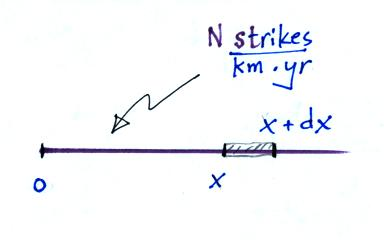 N strikes
km · yr
x + dx
0
x